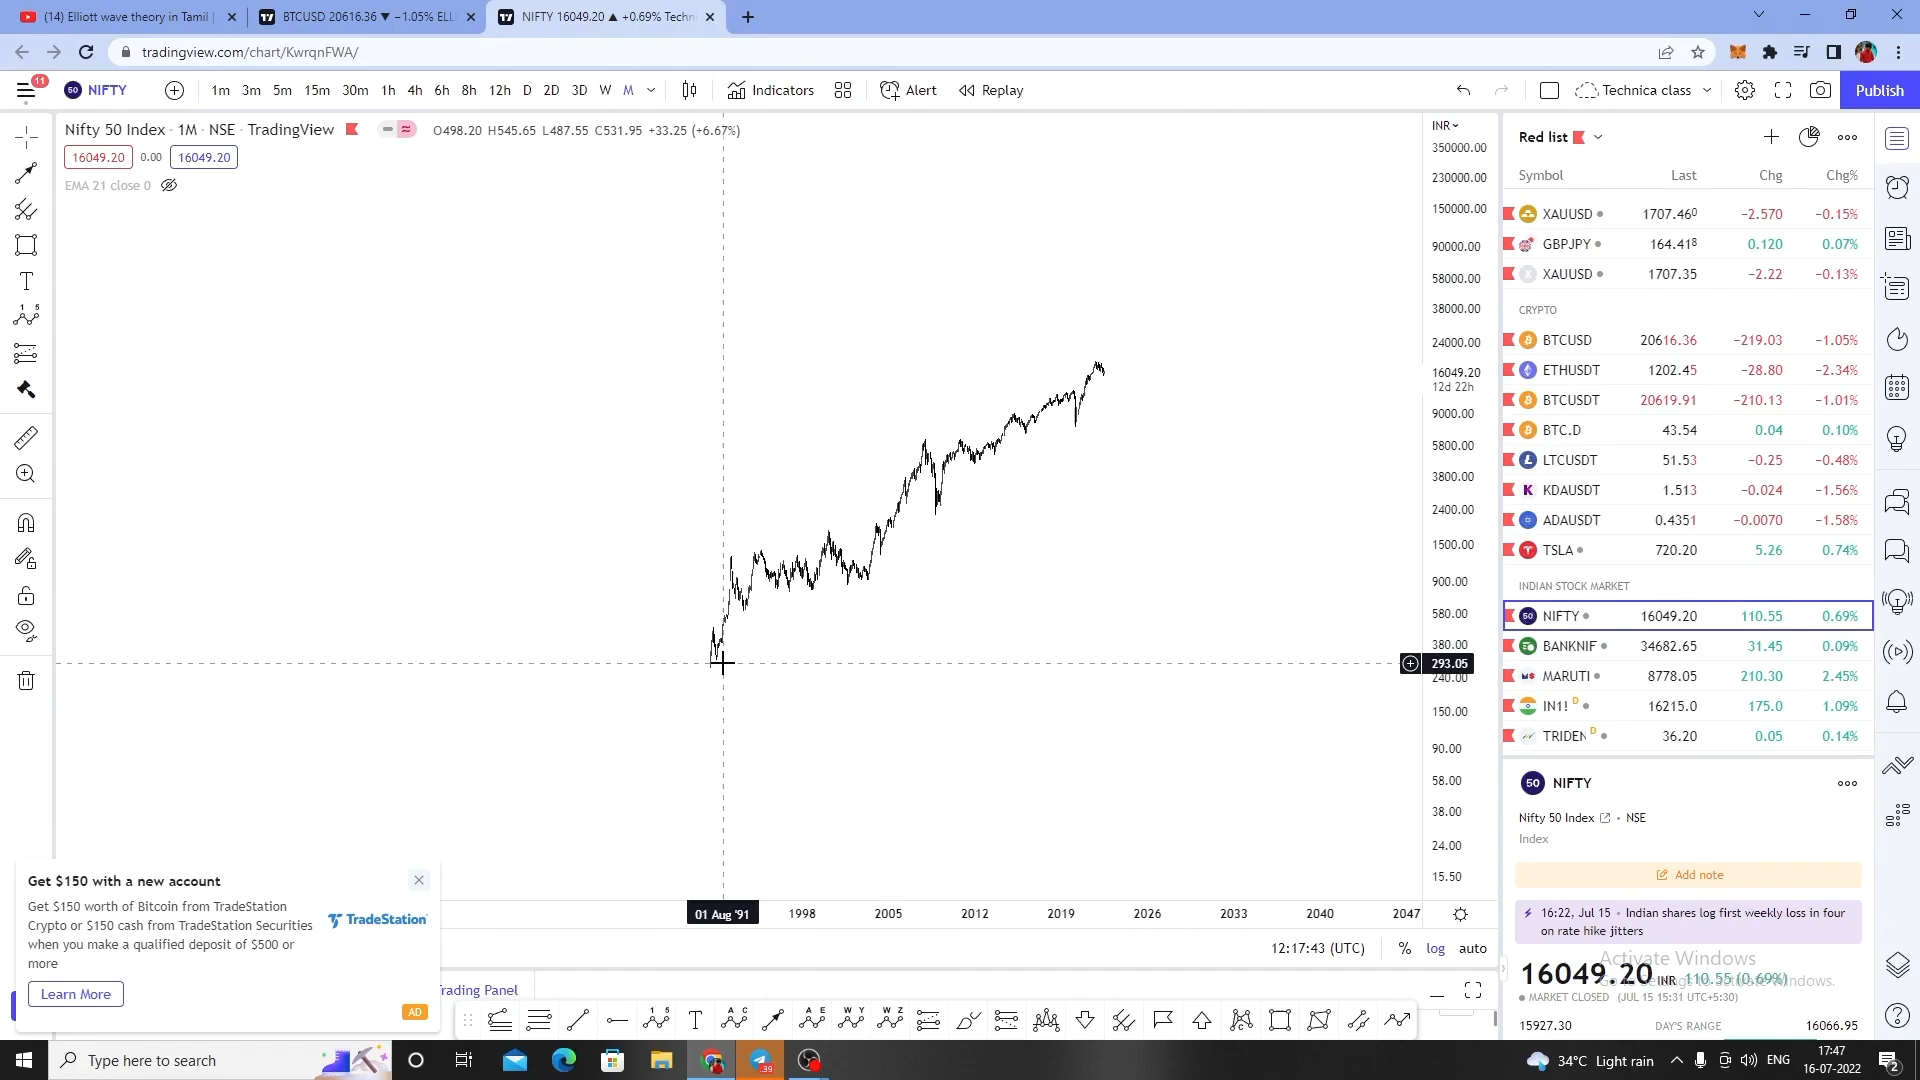 (14) Elliott wave theory in Tamil |
BTCUSD 20616.36 ▼ −1.05% ELL
NIFTY 16049.20 ▲ +0.69% Techn
tradingview.com/chart/KwrqnFWA/
11
50 NIFTY
1m 3m 5m 15m 30m 1h 4h 6h 8h 12h D 2D 3D W M
Indicators
Alert
Replay
Technica class
Publish
Nifty 50 Index · 1M · NSE · TradingView
O498.20 H545.65 L487.55 C531.95 +33.25 (+6.67%)
16049.20 0.00 16049.20
EMA 21 close 0
INR
350000.00
230000.00
150000.00
90000.00
58000.00
38000.00
24000.00
16049.20
12d 22h
9000.00
5800.00
3800.00
2400.00
1500.00
900.00
580.00
380.00
293.05
240.00
150.00
90.00
58.00
38.00
24.00
15.50
01 Aug '91 1998 2005 2012 2019 2026 2033 2040 2047
12:17:43 (UTC) % log auto
Trading Panel
Get $150 with a new account
Get $150 worth of Bitcoin from TradeStation
Crypto or $150 cash from TradeStation Securities
when you make a qualified deposit of $500 or
more
TradeStation
Learn More
AD
Red list
Symbol Last Chg Chg%
XAUUSD 1707.460 −2.570 −0.15%
GBPJPY 164.418 0.120 0.07%
XAUUSD 1707.35 −2.22 −0.13%
CRYPTO
BTCUSD 20616.36 −219.03 −1.05%
ETHUSDT 1202.45 −28.80 −2.34%
BTCUSDT 20619.91 −210.13 −1.01%
BTC.D 43.54 0.04 0.10%
LTCUSDT 51.53 −0.25 −0.48%
KDAUSDT 1.513 −0.024 −1.56%
ADAUSDT 0.4351 −0.0070 −1.58%
TSLA 720.20 5.26 0.74%
INDIAN STOCK MARKET
50 NIFTY 16049.20 110.55 0.69%
BANKNIF 34682.65 31.45 0.09%
MARUTI 8778.05 210.30 2.45%
IN1! D 16215.0 175.0 1.09%
TRIDEN D 36.20 0.05 0.14%
50 NIFTY
Nifty 50 Index · NSE
Index
Add note
16:22, Jul 15 · Indian shares log first weekly loss in four
on rate hike jitters
Activate Windows
Go to Settings to activate Windows.
16049.20 INR 110.55 (0.69%)
MARKET CLOSED (JUL 15 15:31 UTC+5:30)
15927.30 DAY'S RANGE 16066.95
Type here to search
39
34°C Light rain
ENG
17:47
16-07-2022
2